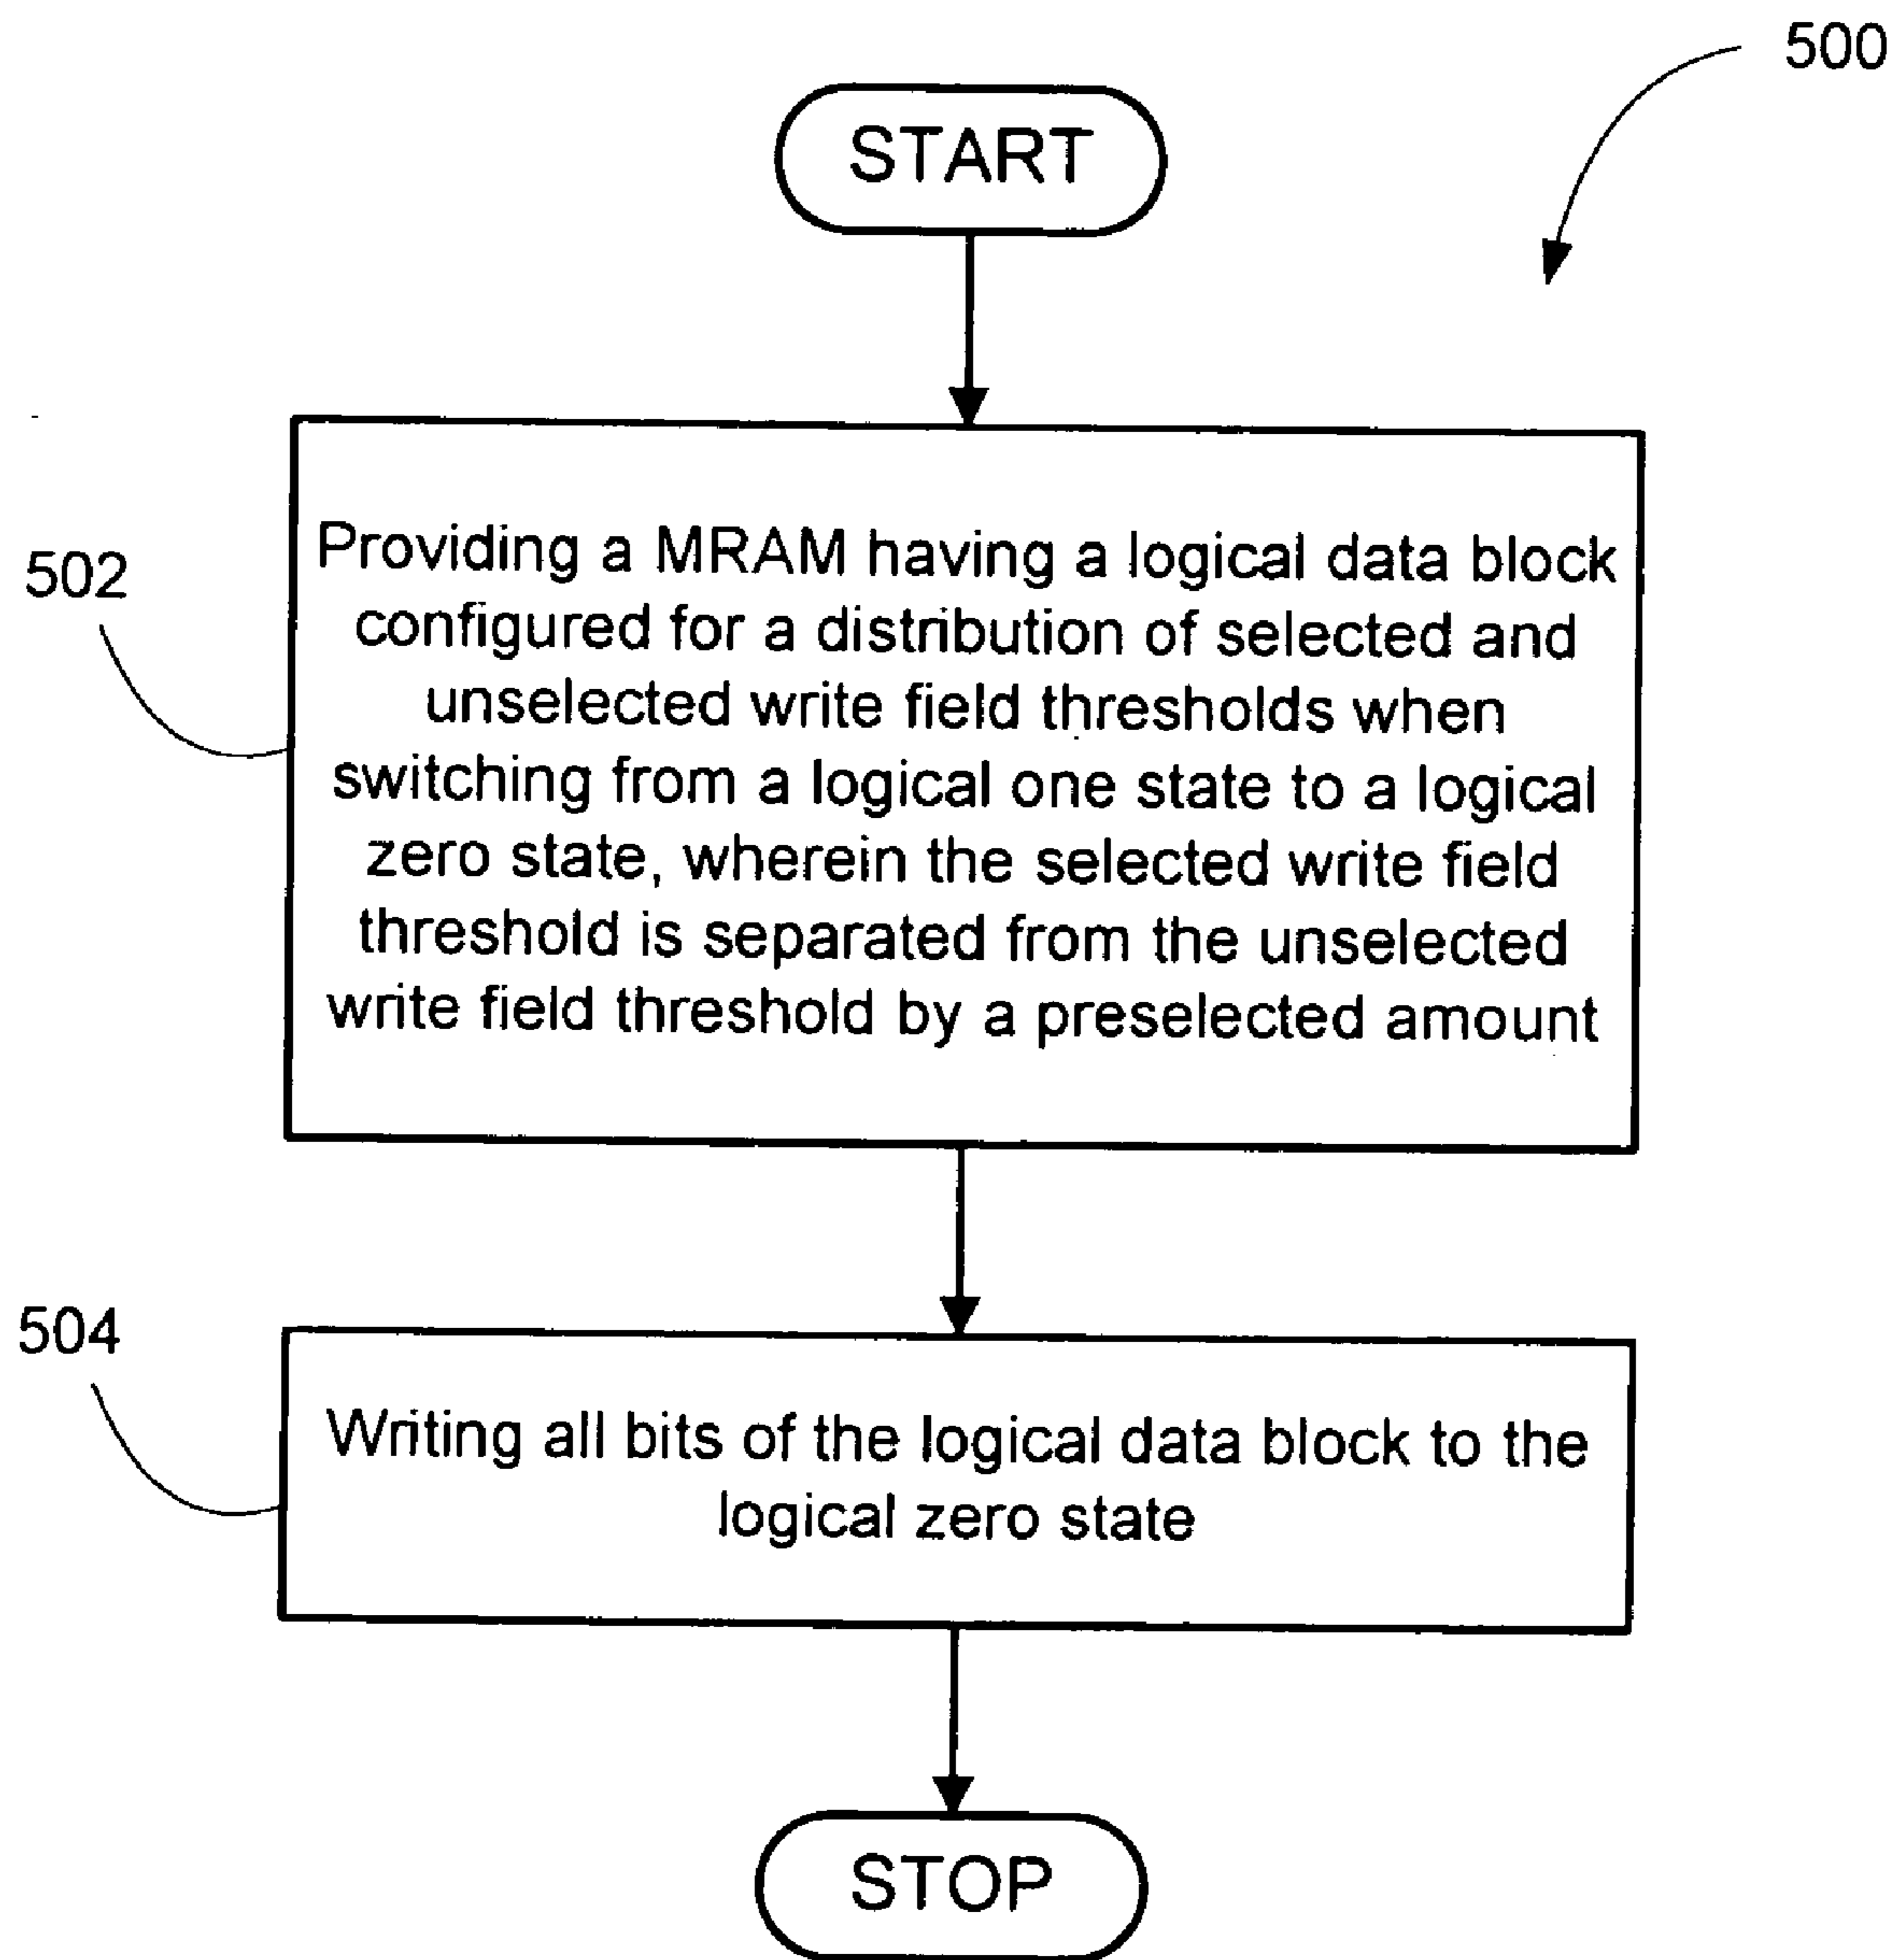 500
START
502
Providing a MRAM having a logical data block
configured for a distribution of selected and
unselected write field thresholds when
switching from a logical one state to a logical
zero state, wherein the selected write field
threshold is separated from the unselected
write field threshold by a preselected amount
504
Writing all bits of the logical data block to the
logical zero state
STOP